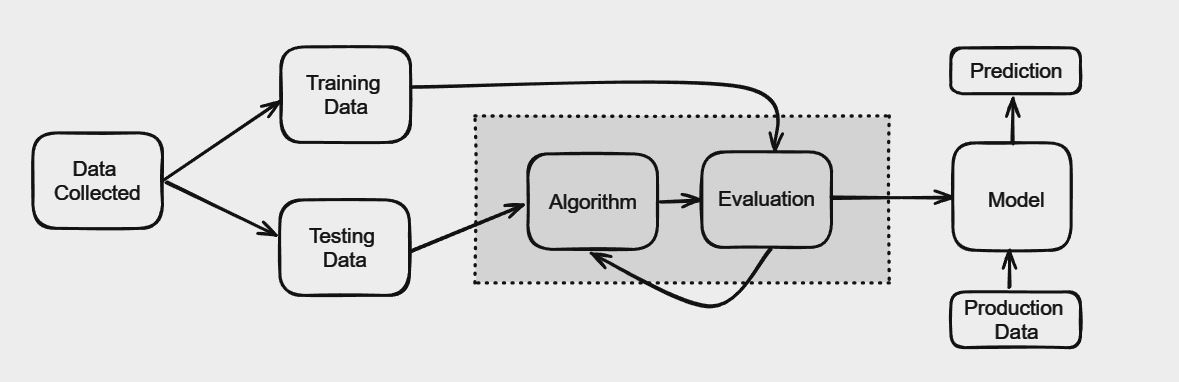 Data
Collected
Training
Data
Testing
Data
Algorithm
Evaluation
Prediction
Model
Production
Data